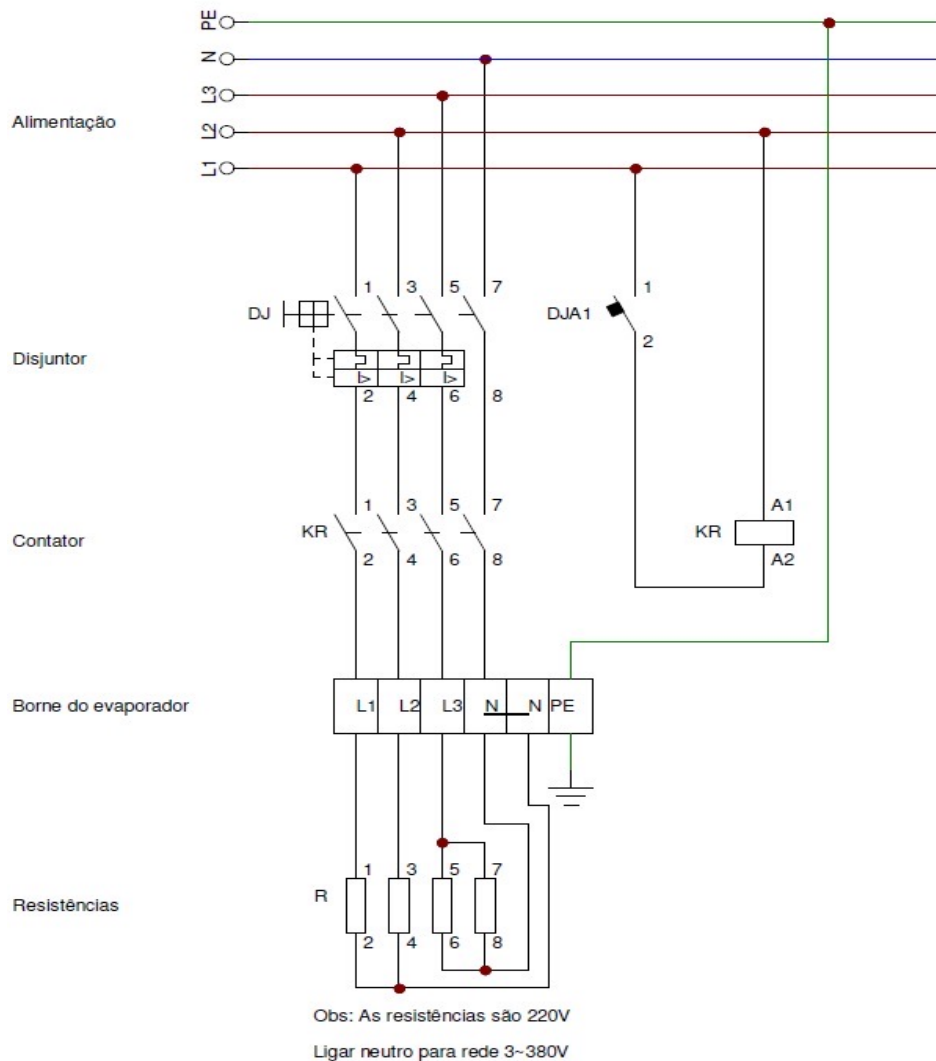 PE
N
L3
Alimentação
L2
L1
1 3 5 7 1
DJ DJA1
2
Disjuntor
I> I> I>
2 4 6 8
1 3 5 7 A1
KR KR
Contator
2 4 6 8 A2
Borne do evaporador L1 L2 L3 N N PE
1 3 5 7
R
Resistências
2 4 6 8
Obs: As resistências são 220V
Ligar neutro para rede 3~380V